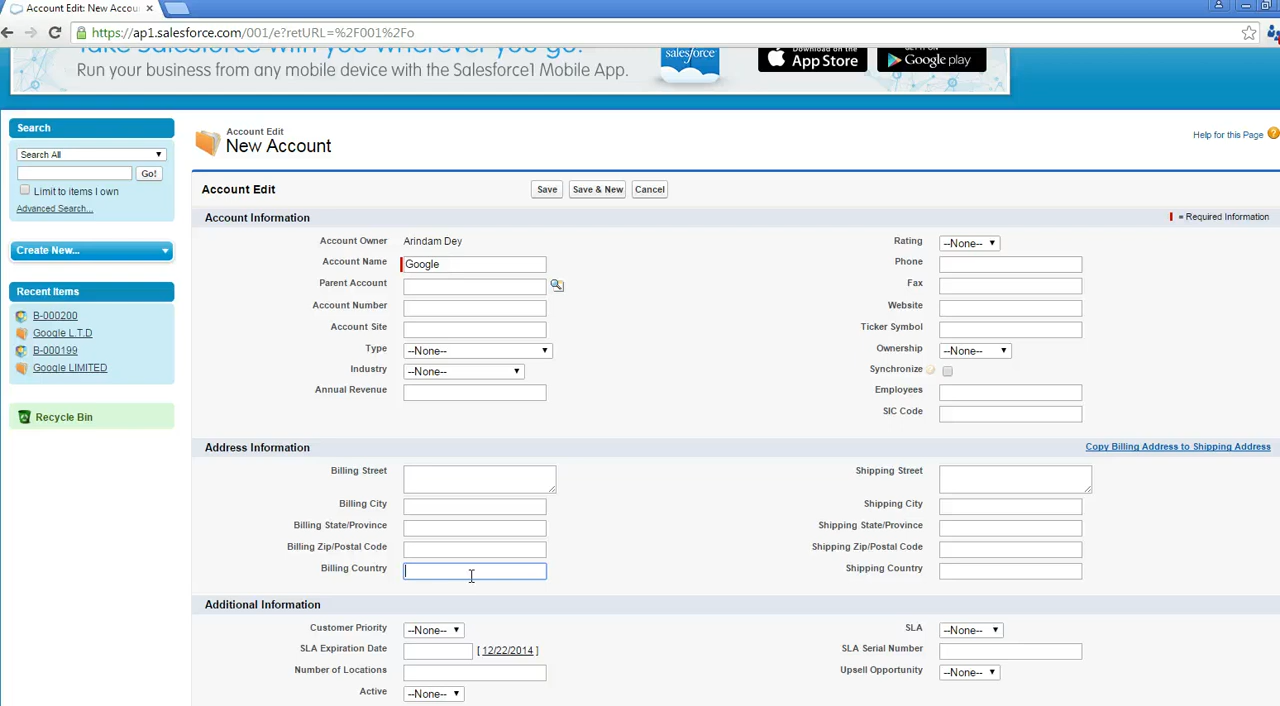 Account Edit: New Accou
https://ap1.salesforce.com/001/e?retURL=%2F001%2Fo
Take Salesforce with you wherever you go!
Run your business from any mobile device with the Salesforce1 Mobile App.
salesforce
App Store
Google play
Search
Search All
Go!
Limit to items I own
Advanced Search...
Create New...
Recent Items
B-000200
Google L.T.D
B-000199
Google LIMITED
Recycle Bin
Account Edit
New Account
Help for this Page
Account Edit
Save
Save & New
Cancel
Account Information
= Required Information
Account Owner Arindam Dey
Rating --None--
Account Name Google
Phone
Parent Account
Fax
Account Number
Website
Account Site
Ticker Symbol
Type --None--
Ownership --None--
Industry --None--
Synchronize
Annual Revenue
Employees
SIC Code
Address Information
Copy Billing Address to Shipping Address
Billing Street
Shipping Street
Billing City
Shipping City
Billing State/Province
Shipping State/Province
Billing Zip/Postal Code
Shipping Zip/Postal Code
Billing Country
Shipping Country
Additional Information
Customer Priority --None--
SLA --None--
SLA Expiration Date [ 12/22/2014 ]
SLA Serial Number
Number of Locations
Upsell Opportunity --None--
Active --None--